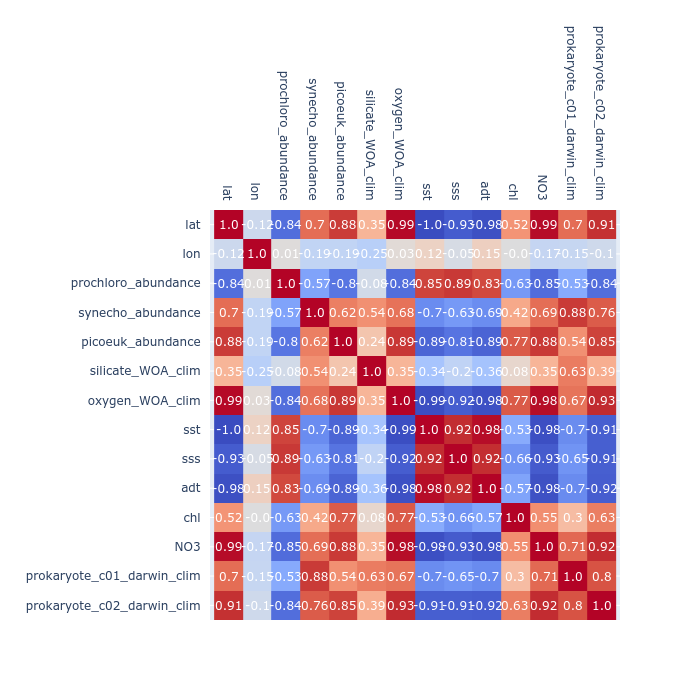 lat
lon
prochloro_abundance
synecho_abundance
picoeuk_abundance
silicate_WOA_clim
oxygen_WOA_clim
sst
sss
adt
chl
NO3
prokaryote_c01_darwin_clim
prokaryote_c02_darwin_clim
lat 1.0 -0.12 -0.84 0.7 0.88 0.35 0.99 -1.0 -0.93 -0.98 0.52 0.99 0.7 0.91
lon -0.12 1.0 0.01 -0.19 -0.19 -0.25 -0.03 0.12 -0.05 0.15 -0.0 -0.17 -0.15 -0.1
prochloro_abundance -0.84 0.01 1.0 -0.57 -0.8 -0.08 -0.84 0.85 0.89 0.83 -0.63 -0.85 -0.53 -0.84
synecho_abundance 0.7 -0.19 -0.57 1.0 0.62 0.54 0.68 -0.7 -0.63 -0.69 0.42 0.69 0.88 0.76
picoeuk_abundance 0.88 -0.19 -0.8 0.62 1.0 0.24 0.89 -0.89 -0.81 -0.89 0.77 0.88 0.54 0.85
silicate_WOA_clim 0.35 -0.25 -0.08 0.54 0.24 1.0 0.35 -0.34 -0.2 -0.36 0.08 0.35 0.63 0.39
oxygen_WOA_clim 0.99 -0.03 -0.84 0.68 0.89 0.35 1.0 -0.99 -0.92 -0.98 0.77 0.98 0.67 0.93
sst -1.0 0.12 0.85 -0.7 -0.89 -0.34 -0.99 1.0 0.92 0.98 -0.53 -0.98 -0.7 -0.91
sss -0.93 -0.05 0.89 -0.63 -0.81 -0.2 -0.92 0.92 1.0 0.92 -0.66 -0.93 -0.65 -0.91
adt -0.98 0.15 0.83 -0.69 -0.89 -0.36 -0.98 0.98 0.92 1.0 -0.57 -0.98 -0.7 -0.92
chl 0.52 -0.0 -0.63 0.42 0.77 0.08 0.77 -0.53 -0.66 -0.57 1.0 0.55 0.3 0.63
NO3 0.99 -0.17 -0.85 0.69 0.88 0.35 0.98 -0.98 -0.93 -0.98 0.55 1.0 0.71 0.92
prokaryote_c01_darwin_clim 0.7 -0.15 -0.53 0.88 0.54 0.63 0.67 -0.7 -0.65 -0.7 0.3 0.71 1.0 0.8
prokaryote_c02_darwin_clim 0.91 -0.1 -0.84 0.76 0.85 0.39 0.93 -0.91 -0.91 -0.92 0.63 0.92 0.8 1.0